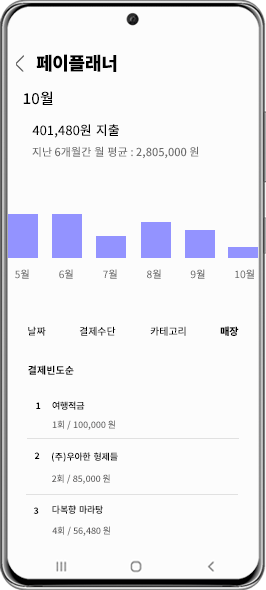 페이플래너
10월
401,480원 지출
지난 6개월간 월 평균 : 2,805,000 원
5월 6월 7월 8월 9월 10월
날짜 결제수단 카테고리 매장
결제빈도순
1 여행적금
1회 / 100,000 원
2 (주)우아한 형제들
2회 / 85,000 원
3 다복향 마라탕
4회 / 56,480 원